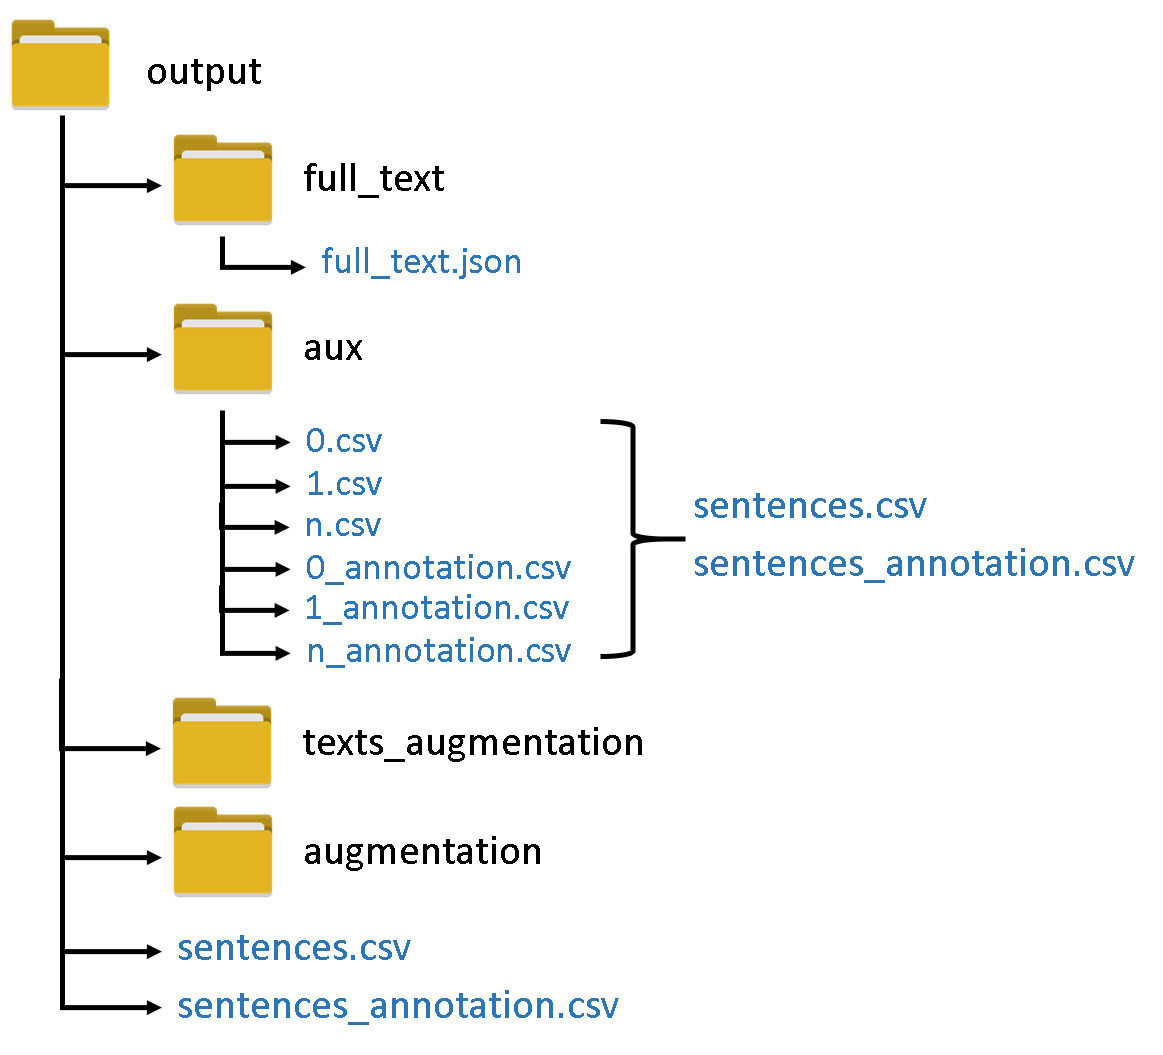 output
full_text
full_text.json
aux
0.csv
1.csv
n.csv
0_annotation.csv
1_annotation.csv
n_annotation.csv
sentences.csv
sentences_annotation.csv
texts_augmentation
augmentation
sentences.csv
sentences_annotation.csv